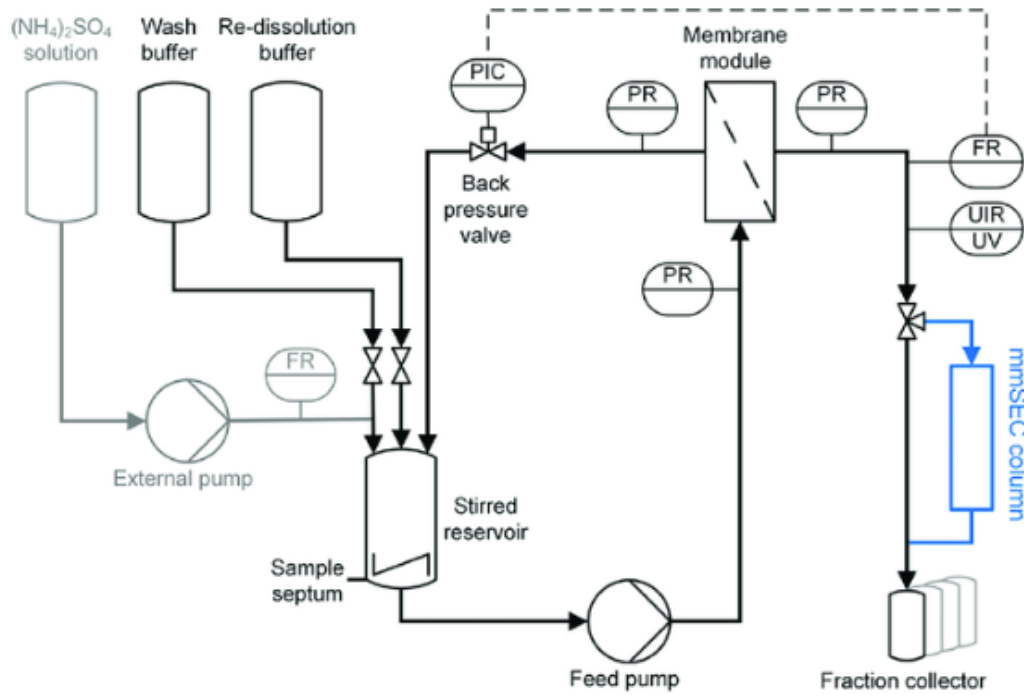 (NH₄)₂SO₄
solution
Wash
buffer
Re-dissolution
buffer
PIC
Membrane
module
PR
PR
FR
UIR
UV
Back
pressure
valve
PR
FR
External pump
mmSEC column
Stirred
reservoir
Sample
septum
Feed pump
Fraction collector